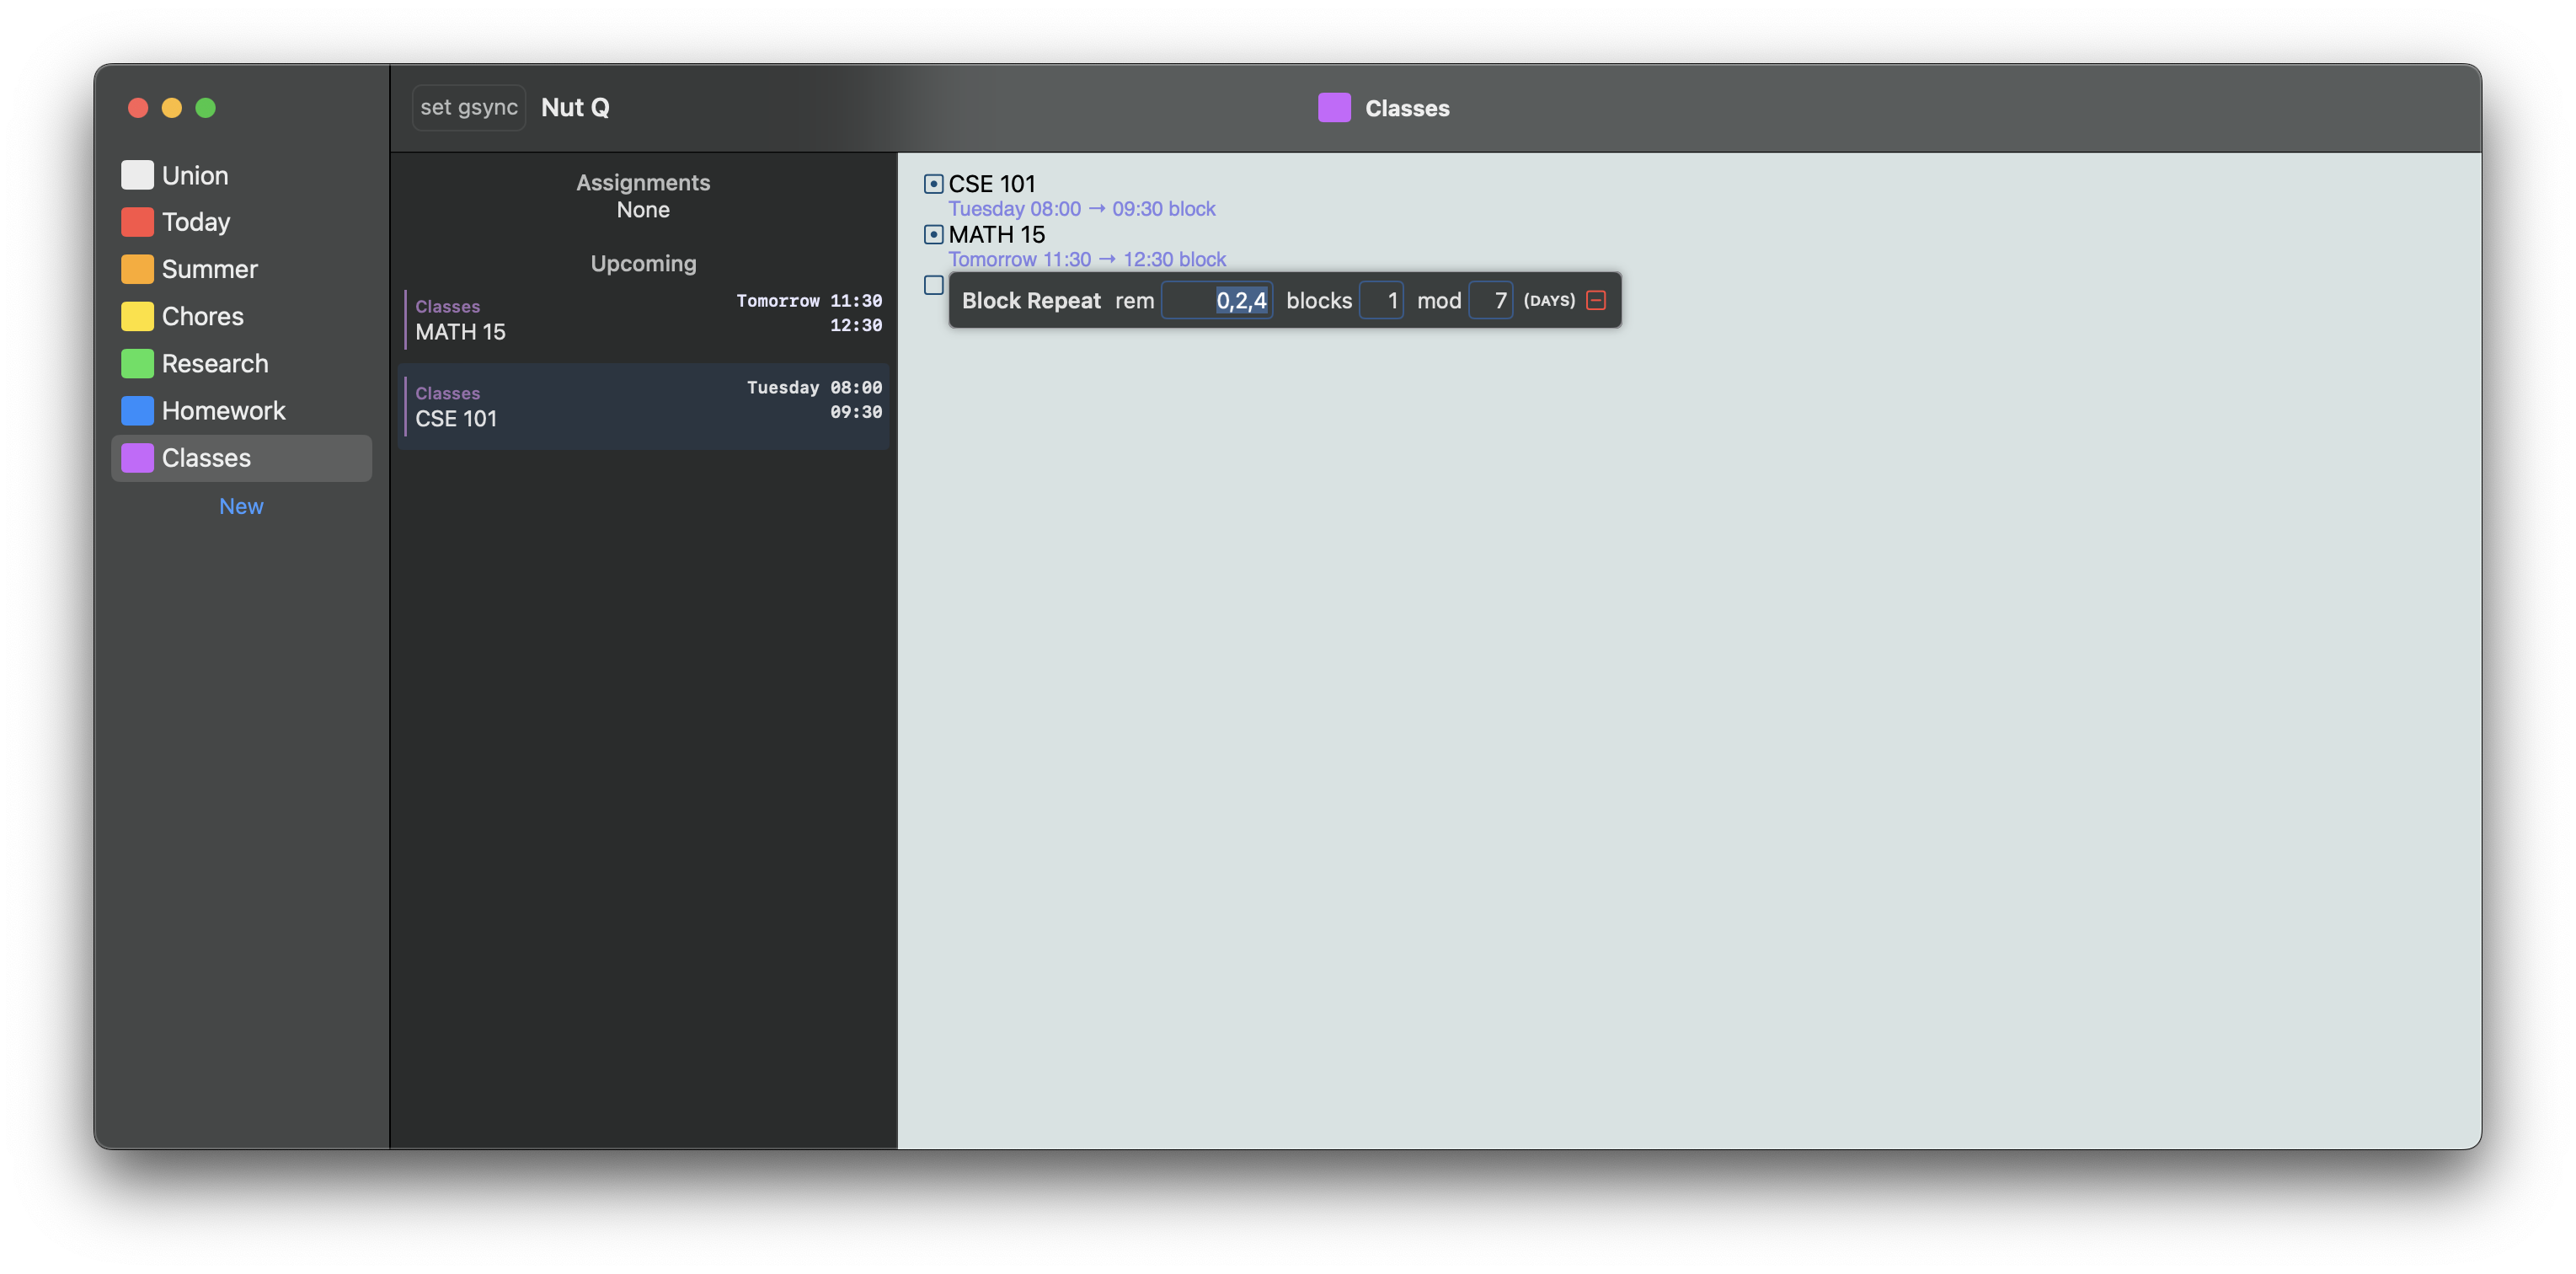 Union
Today
Summer
Chores
Research
Homework
Classes
New
set gsync Nut Q
Classes
Assignments
None
Upcoming
Classes Tomorrow 11:30
MATH 15 12:30
Classes Tuesday 08:00
CSE 101 09:30
CSE 101
Tuesday 08:00 → 09:30 block
MATH 15
Tomorrow 11:30 → 12:30 block
Block Repeat rem 0,2,4 blocks 1 mod 7 (DAYS)